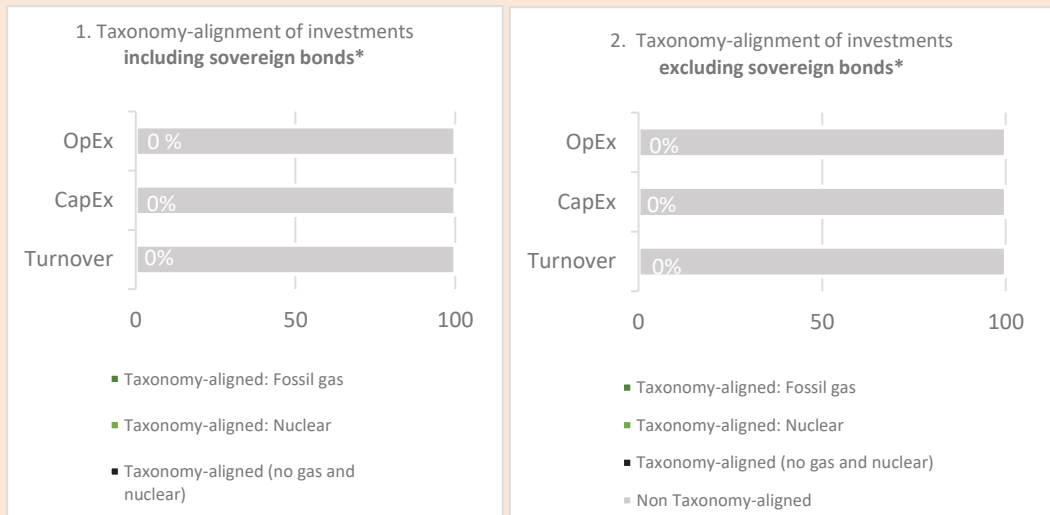 1. Taxonomy-alignment of investments
including sovereign bonds*
OpEx
0 %
CapEx
0%
Turnover
0%
0 50 100
Taxonomy-aligned: Fossil gas
Taxonomy-aligned: Nuclear
Taxonomy-aligned (no gas and
nuclear)
2. Taxonomy-alignment of investments
excluding sovereign bonds*
OpEx
0%
CapEx
0%
Turnover
0%
0 50 100
Taxonomy-aligned: Fossil gas
Taxonomy-aligned: Nuclear
Taxonomy-aligned (no gas and nuclear)
Non Taxonomy-aligned